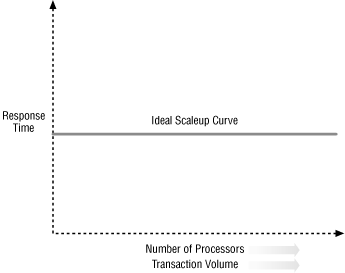 Ideal Scaleup Curve
Response
Time
Number of Processors
Transaction Volume